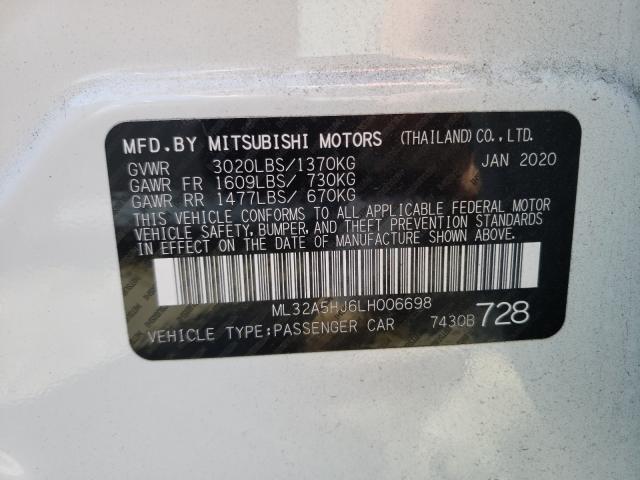 MFD.BY MITSUBISHI MOTORS (THAILAND) CO., LTD.
GVWR 3020LBS/1370KG JAN 2020
GAWR FR 1609LBS/ 730KG
GAWR RR 1477LBS/ 670KG
THIS VEHICLE CONFORMS TO ALL APPLICABLE FEDERAL MOTOR
VEHICLE SAFETY, BUMPER, AND THEFT PREVENTION STANDARDS
IN EFFECT ON THE DATE OF MANUFACTURE SHOWN ABOVE.
ML32A5HJ6LH006698
VEHICLE TYPE:PASSENGER CAR 7430B728